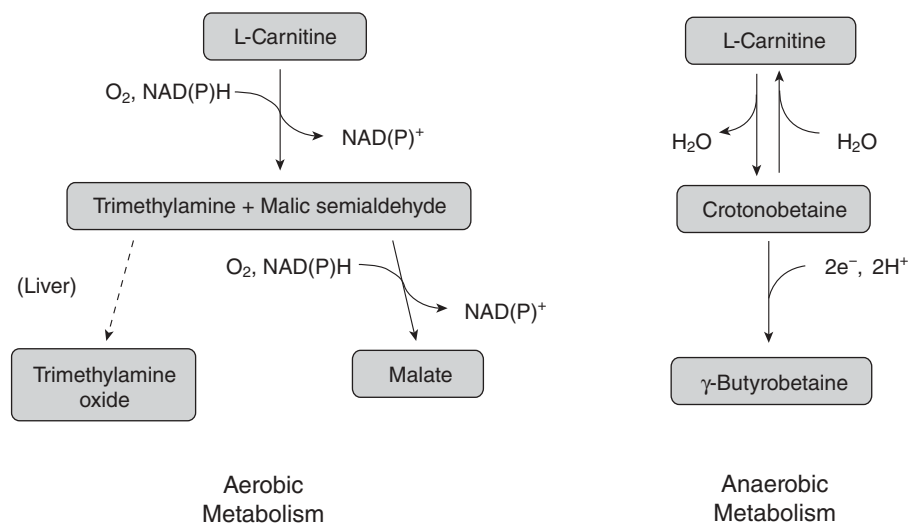 L-Carnitine
O₂, NAD(P)H
NAD(P)⁺
Trimethylamine + Malic semialdehyde
(Liver)
O₂, NAD(P)H
NAD(P)⁺
Trimethylamine
oxide
Malate
Aerobic
Metabolism
L-Carnitine
H₂O
H₂O
Crotonobetaine
2e⁻, 2H⁺
γ-Butyrobetaine
Anaerobic
Metabolism